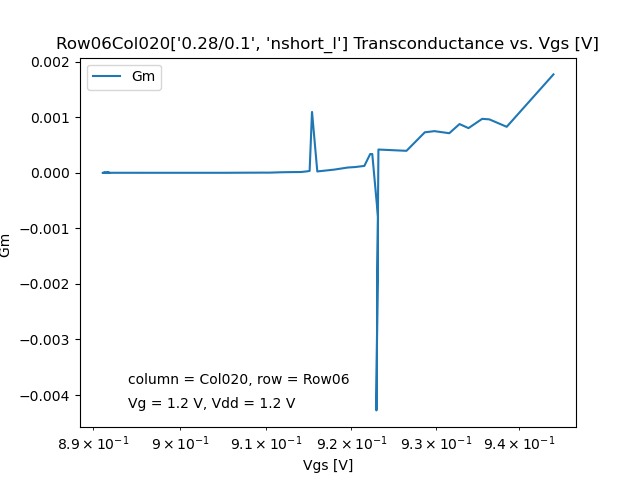 Row06Col020['0.28/0.1', 'nshort_l'] Transconductance vs. Vgs [V]
Gm
0.002
0.001
0.000
−0.001
−0.002
−0.003
−0.004
Gm
column = Col020, row = Row06
Vg = 1.2 V, Vdd = 1.2 V
8.9 × 10⁻¹ 9 × 10⁻¹ 9.1 × 10⁻¹ 9.2 × 10⁻¹ 9.3 × 10⁻¹ 9.4 × 10⁻¹
Vgs [V]